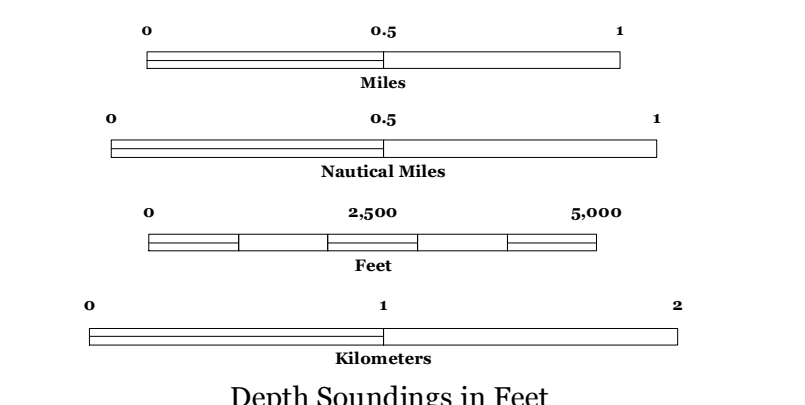 0 0.5 1
Miles
0 0.5 1
Nautical Miles
0 2,500 5,000
Feet
0 1 2
Kilometers
Depth Soundings in Feet